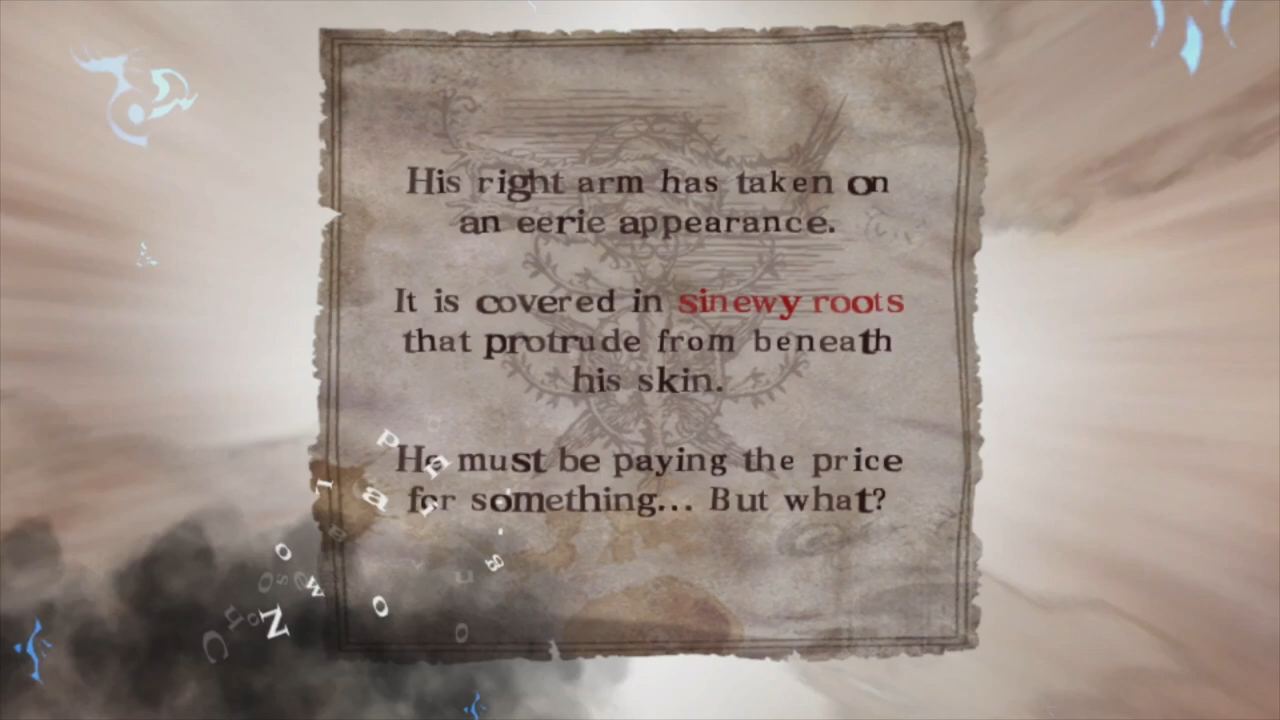 His right arm has taken on
an eerie appearance.
It is covered in sinewy roots
that protrude from beneath
his skin.
He must be paying the price
for something... But what?